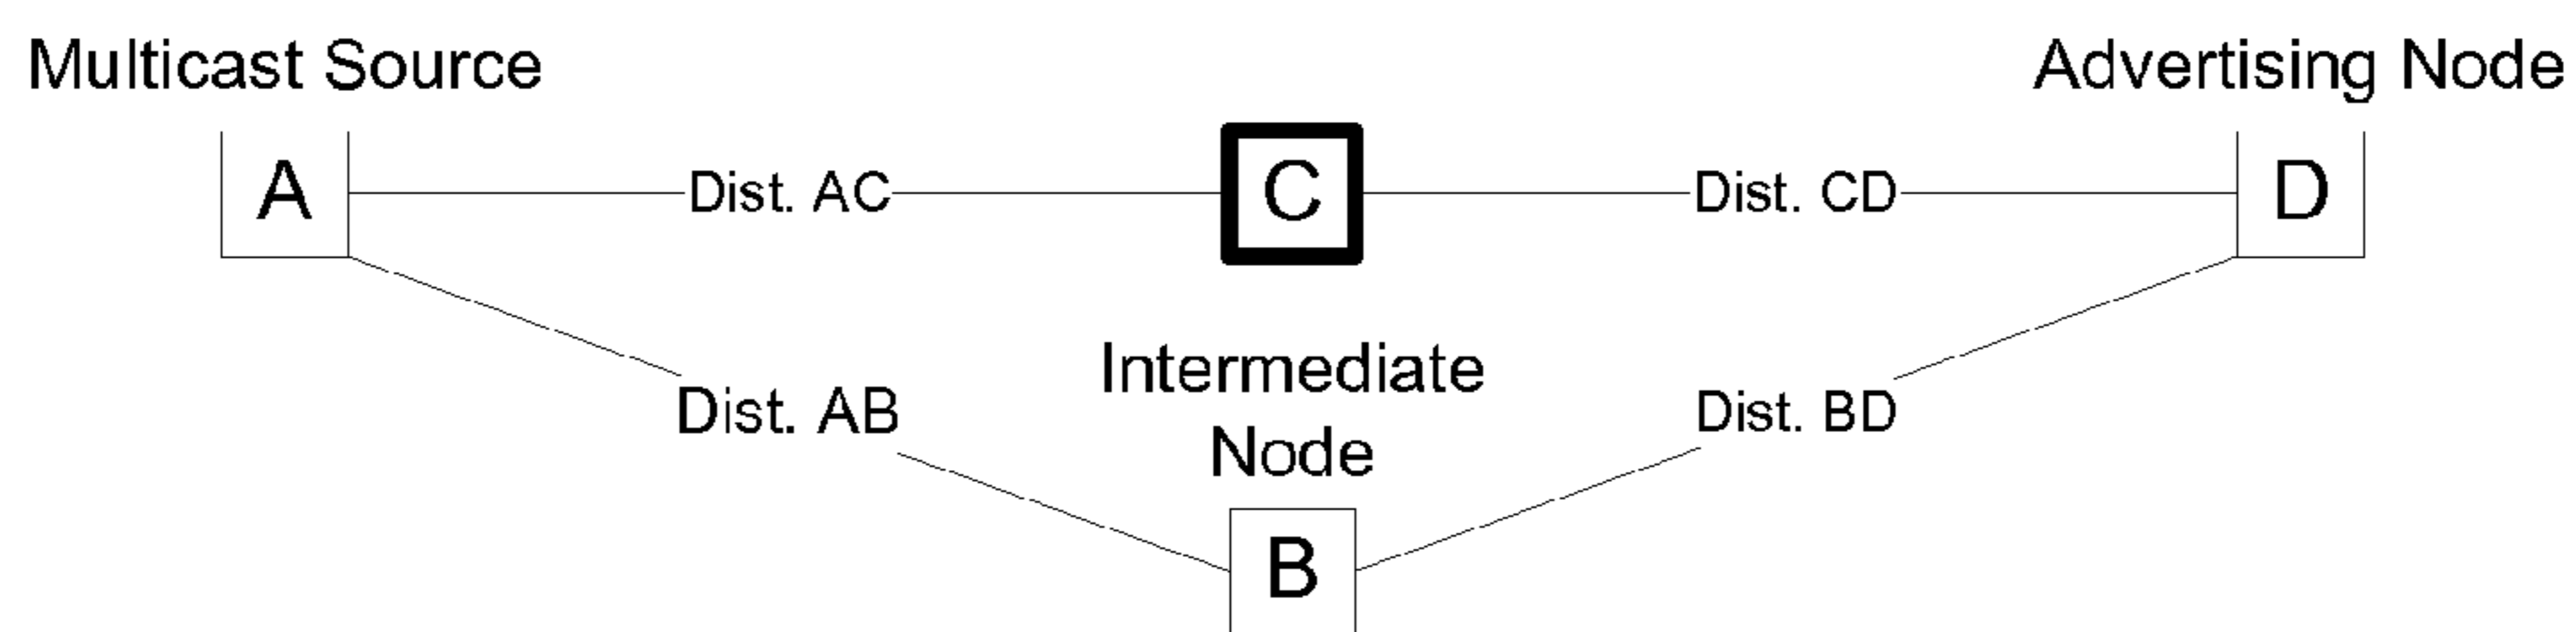 Multicast Source
Advertising Node
A
Dist. AC
C
Dist. CD
D
Intermediate
Node
Dist. AB
Dist. BD
B